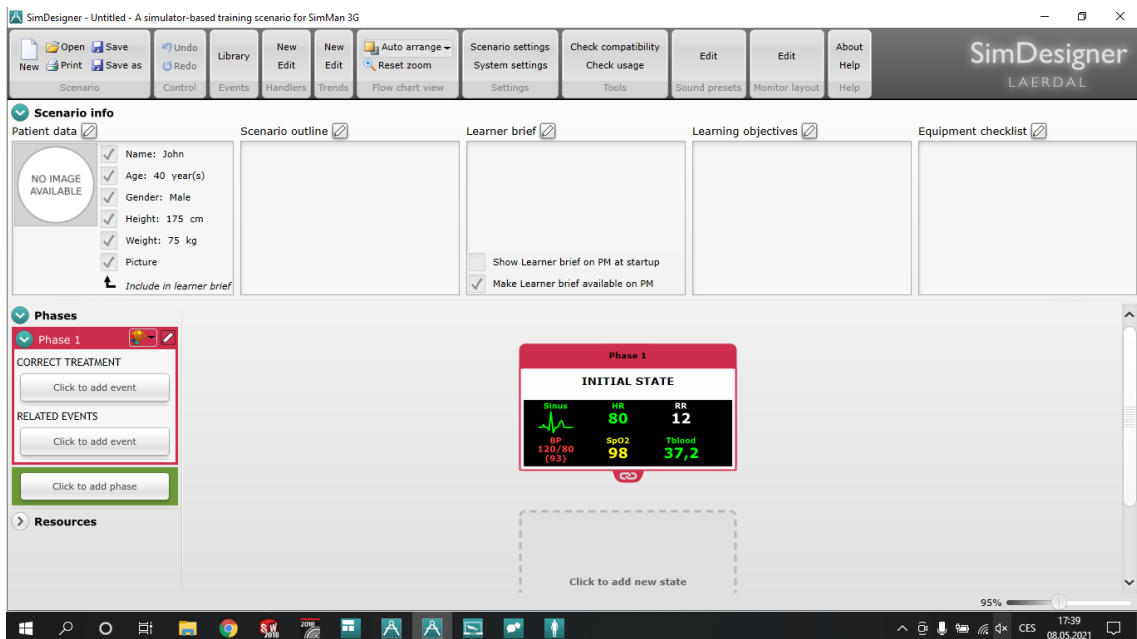 SimDesigner - Untitled - A simulator-based training scenario for SimMan 3G
New Open Save Print Save as
Scenario
Undo
Redo
Control
Library
Events
New
Edit
Handlers
New
Edit
Trends
Auto arrange
Reset zoom
Flow chart view
Scenario settings
System settings
Settings
Check compatibility
Check usage
Tools
Edit
Sound presets
Edit
Monitor layout
About
Help
Help
SimDesigner
LAERDAL
Scenario info
Patient data
NO IMAGE
AVAILABLE
Name: John
Age: 40 year(s)
Gender: Male
Height: 175 cm
Weight: 75 kg
Picture
Include in learner brief
Scenario outline
Learner brief
Show Learner brief on PM at startup
Make Learner brief available on PM
Learning objectives
Equipment checklist
Phases
Phase 1
CORRECT TREATMENT
Click to add event
RELATED EVENTS
Click to add event
Click to add phase
Resources
Phase 1
INITIAL STATE
Sinus HR RR
80 12
BP SpO2 Tblood
120/80 98 37,2
(93)
Click to add new state
95%
SW 2018
2018
CES
17:39
08.05.2021